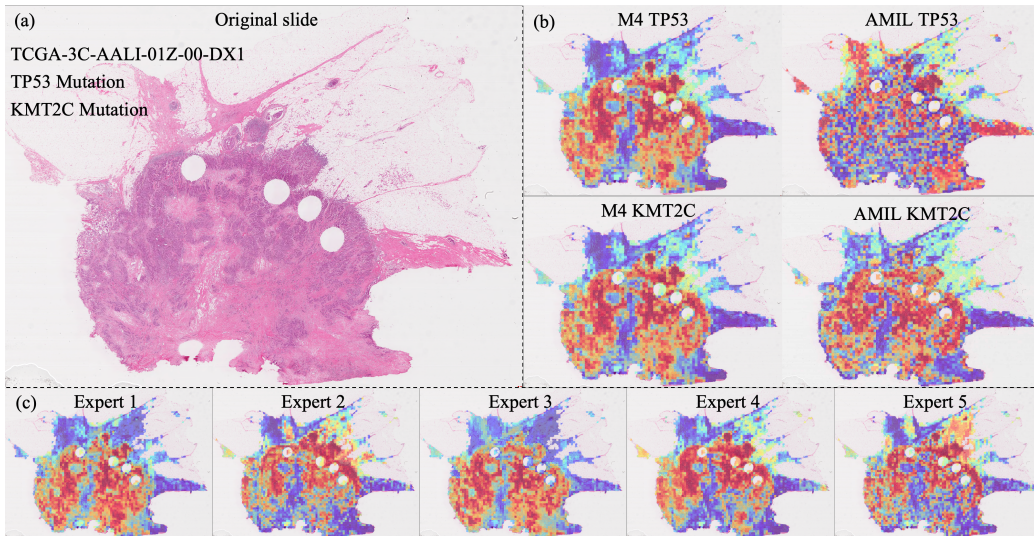 (a)
Original slide
TCGA-3C-AALI-01Z-00-DX1
TP53 Mutation
KMT2C Mutation
(b)
M4 TP53
AMIL TP53
M4 KMT2C
AMIL KMT2C
(c)
Expert 1
Expert 2
Expert 3
Expert 4
Expert 5